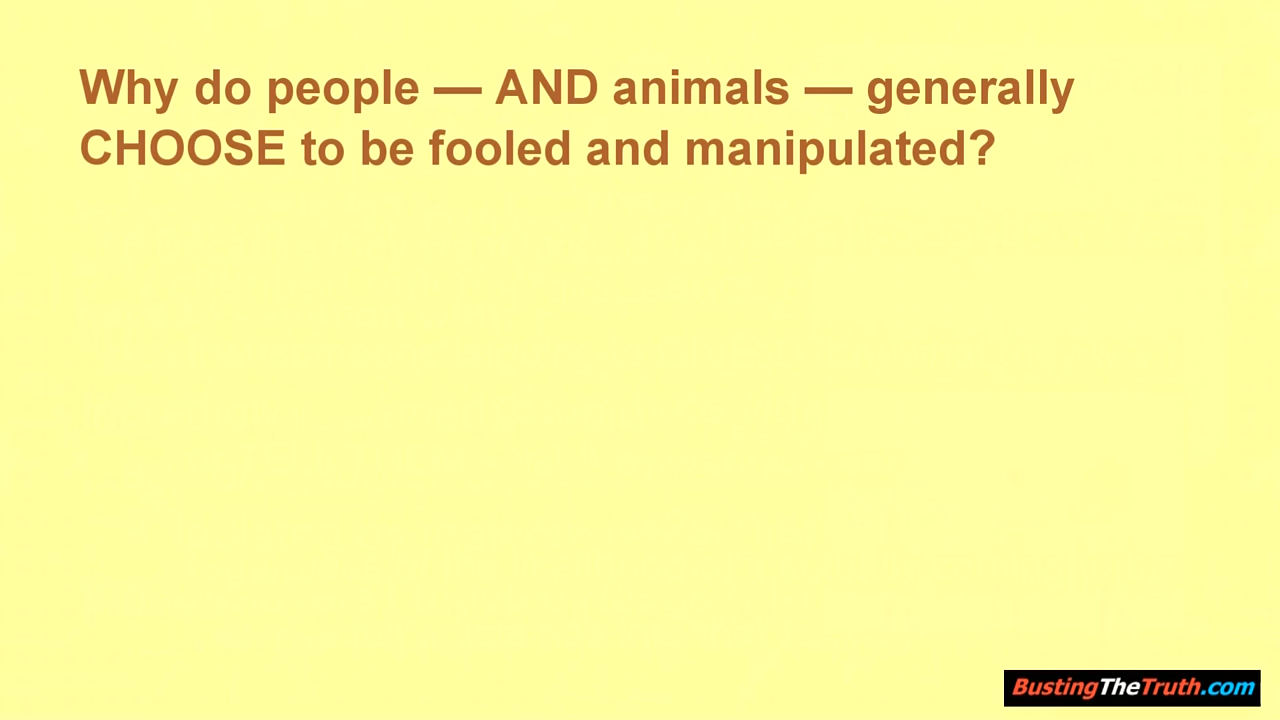 Why do people — AND animals — generally
CHOOSE to be fooled and manipulated?
BustingTheTruth.com